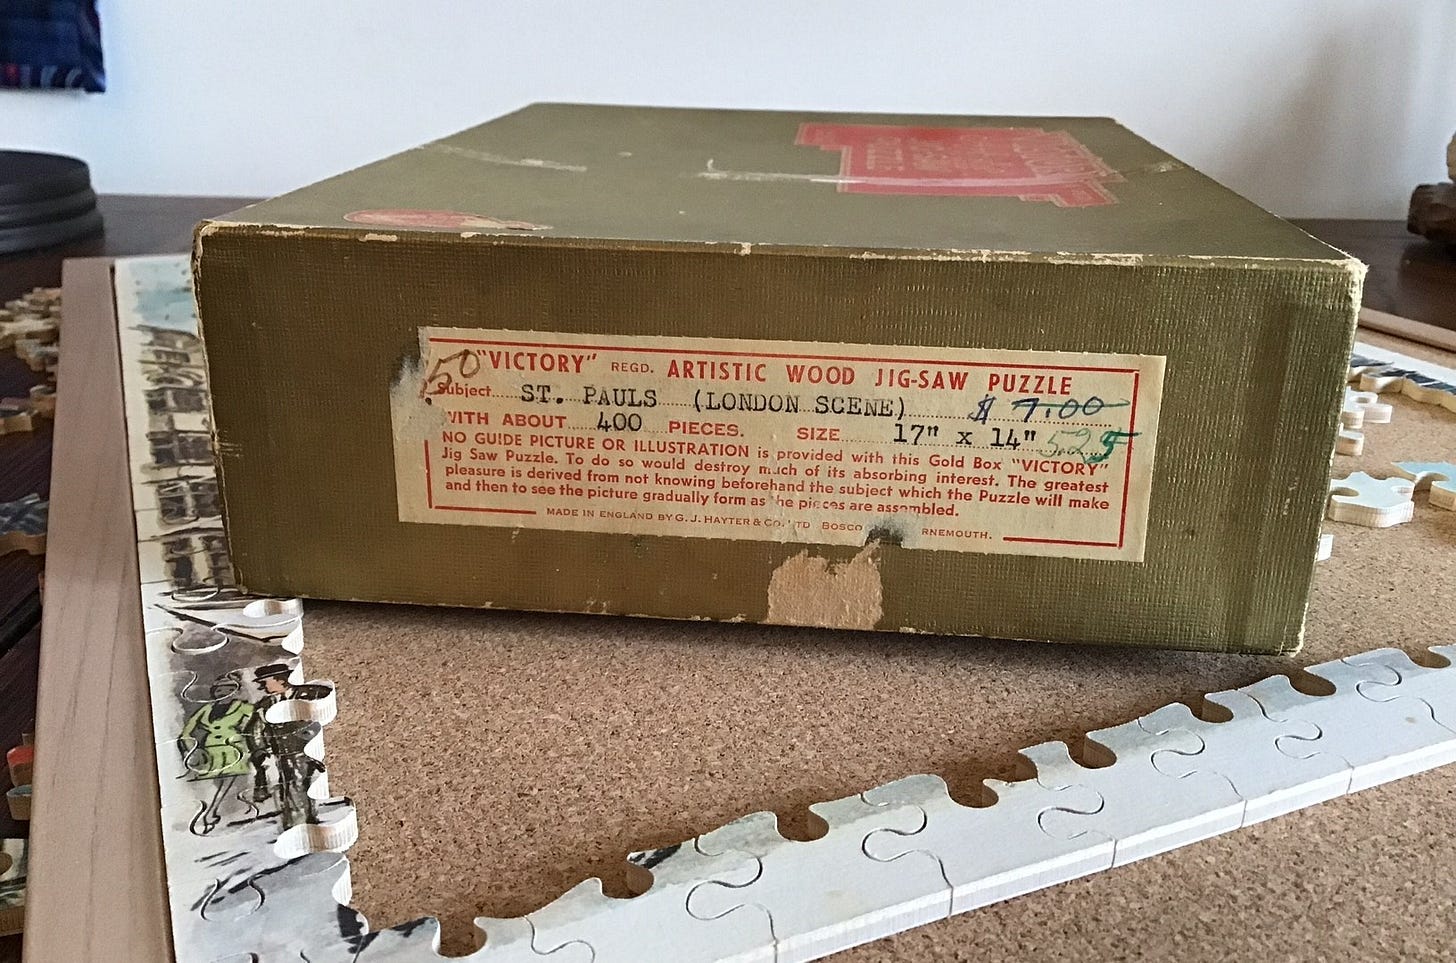 50
"VICTORY" REGD. ARTISTIC WOOD JIG-SAW PUZZLE
Subject ST. PAULS (LONDON SCENE) $ 7.00
WITH ABOUT 400 PIECES. SIZE 17" x 14" 5.25
NO GUIDE PICTURE OR ILLUSTRATION is provided with this Gold Box "VICTORY"
Jig Saw Puzzle. To do so would destroy much of its absorbing interest. The greatest
pleasure is derived from not knowing beforehand the subject which the Puzzle will make
and then to see the picture gradually form as the pieces are assembled.
MADE IN ENGLAND BY G. J. HAYTER & CO. LTD BOSCO RNEMOUTH.